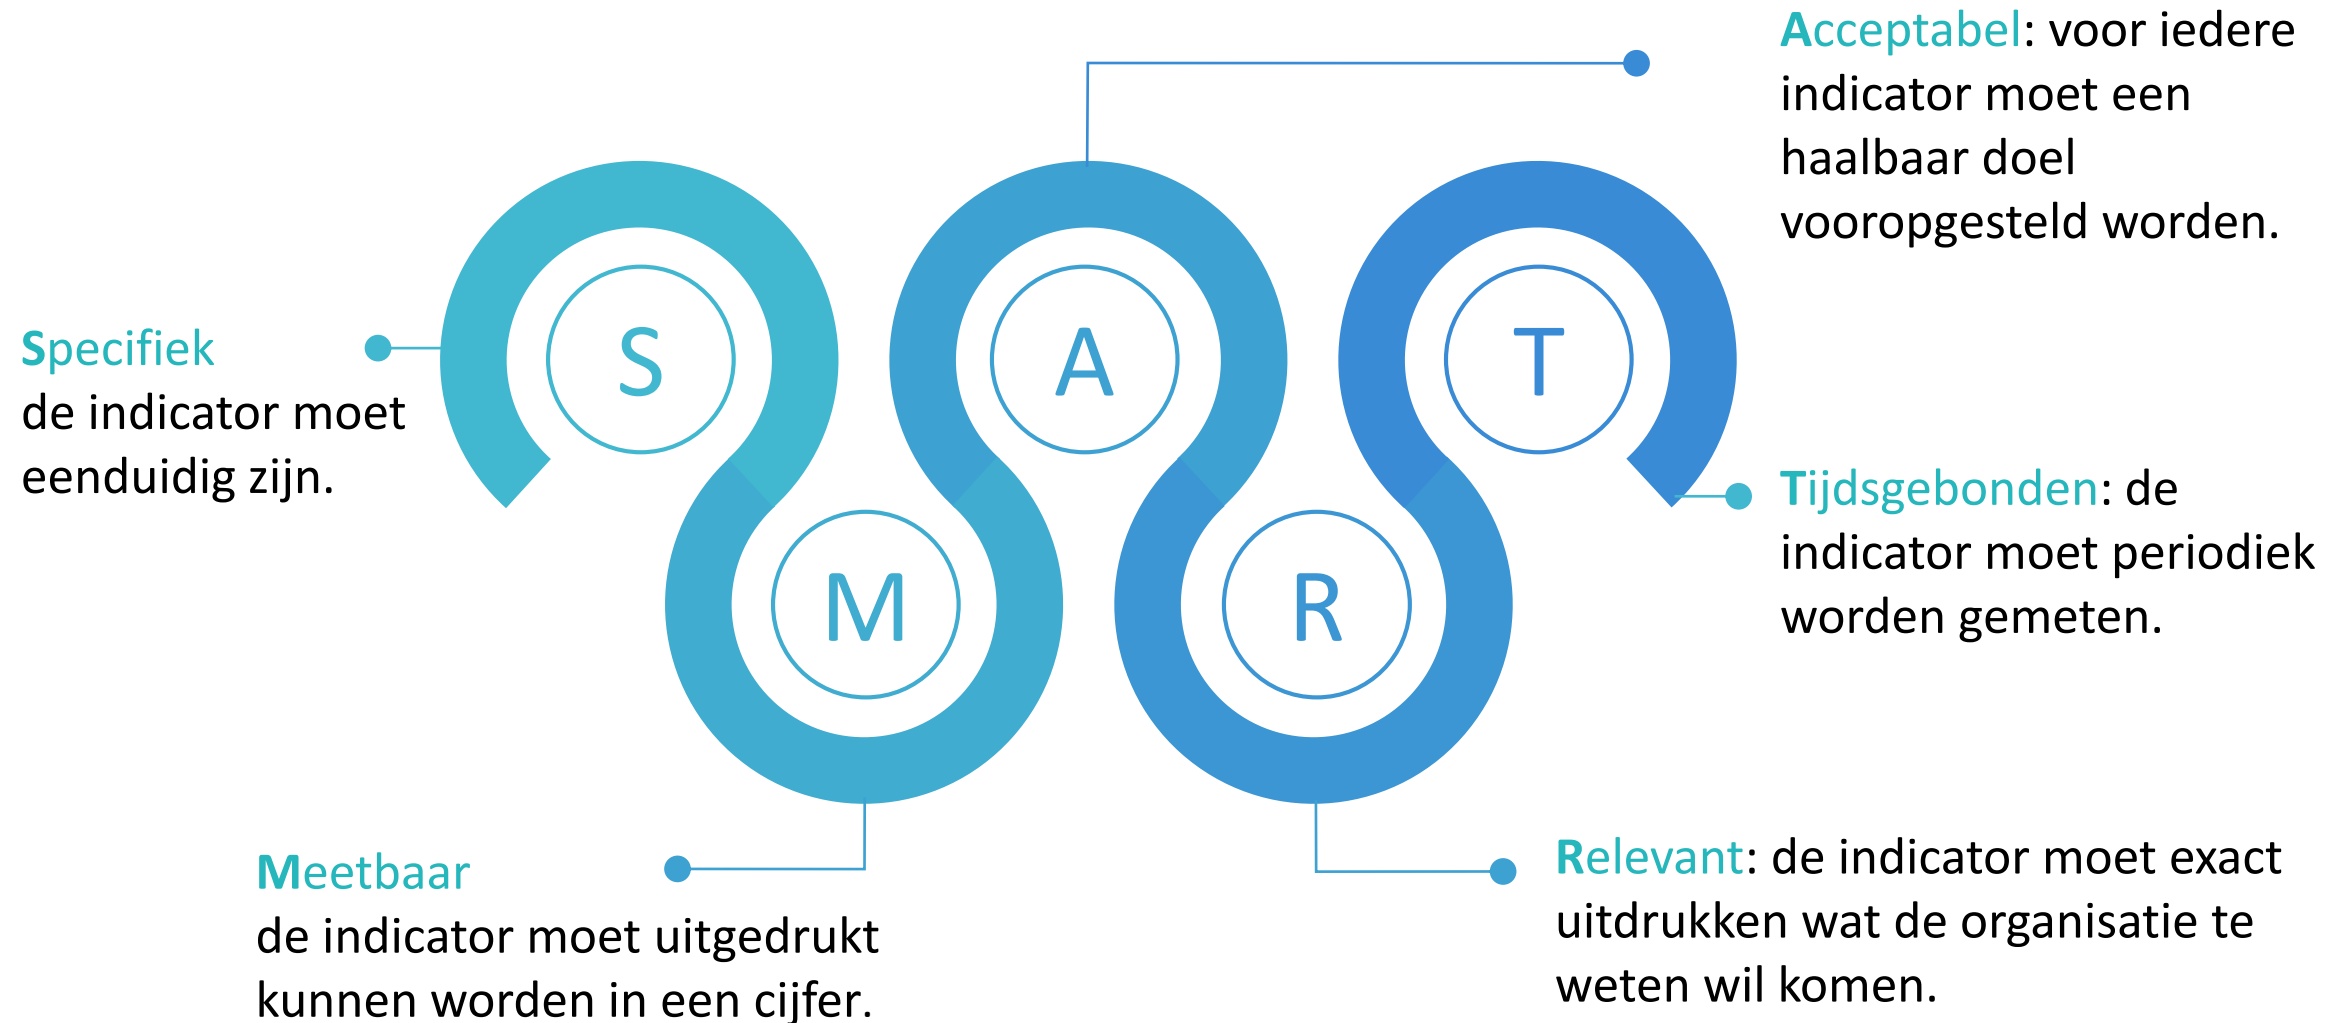 Specifiek
de indicator moet
eenduidig zijn.
S
M
A
R
T
Meetbaar
de indicator moet uitgedrukt
kunnen worden in een cijfer.
Acceptabel: voor iedere
indicator moet een
haalbaar doel
vooropgesteld worden.
Relevant: de indicator moet exact
uitdrukken wat de organisatie te
weten wil komen.
Tijdsgebonden: de
indicator moet periodiek
worden gemeten.